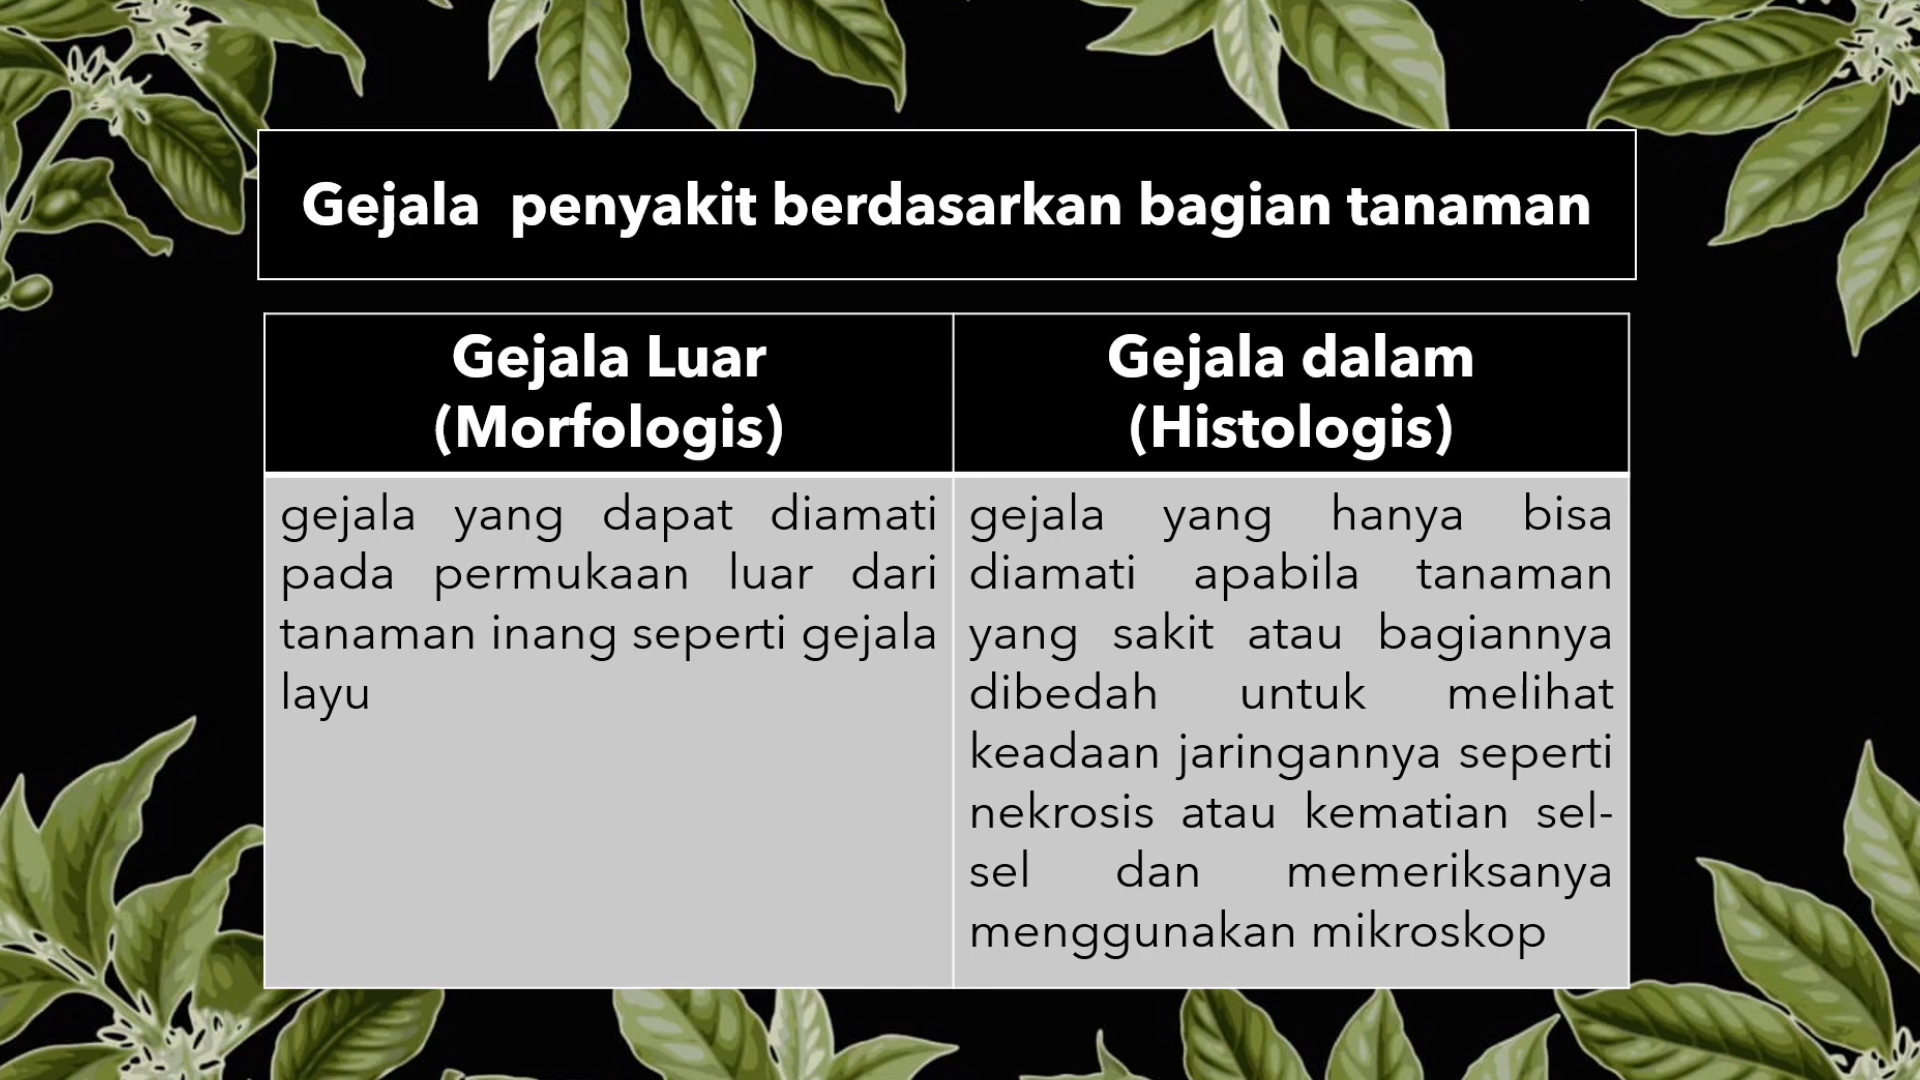 Gejala  penyakit berdasarkan bagian tanaman
Gejala Luar
(Morfologis)
gejala yang dapat diamati
pada permukaan luar dari
tanaman inang seperti gejala
layu
Gejala dalam
(Histologis)
gejala yang hanya bisa
diamati apabila tanaman
yang sakit atau bagiannya
dibedah untuk melihat
keadaan jaringannya seperti
nekrosis atau kematian sel-
sel dan memeriksanya
menggunakan mikroskop